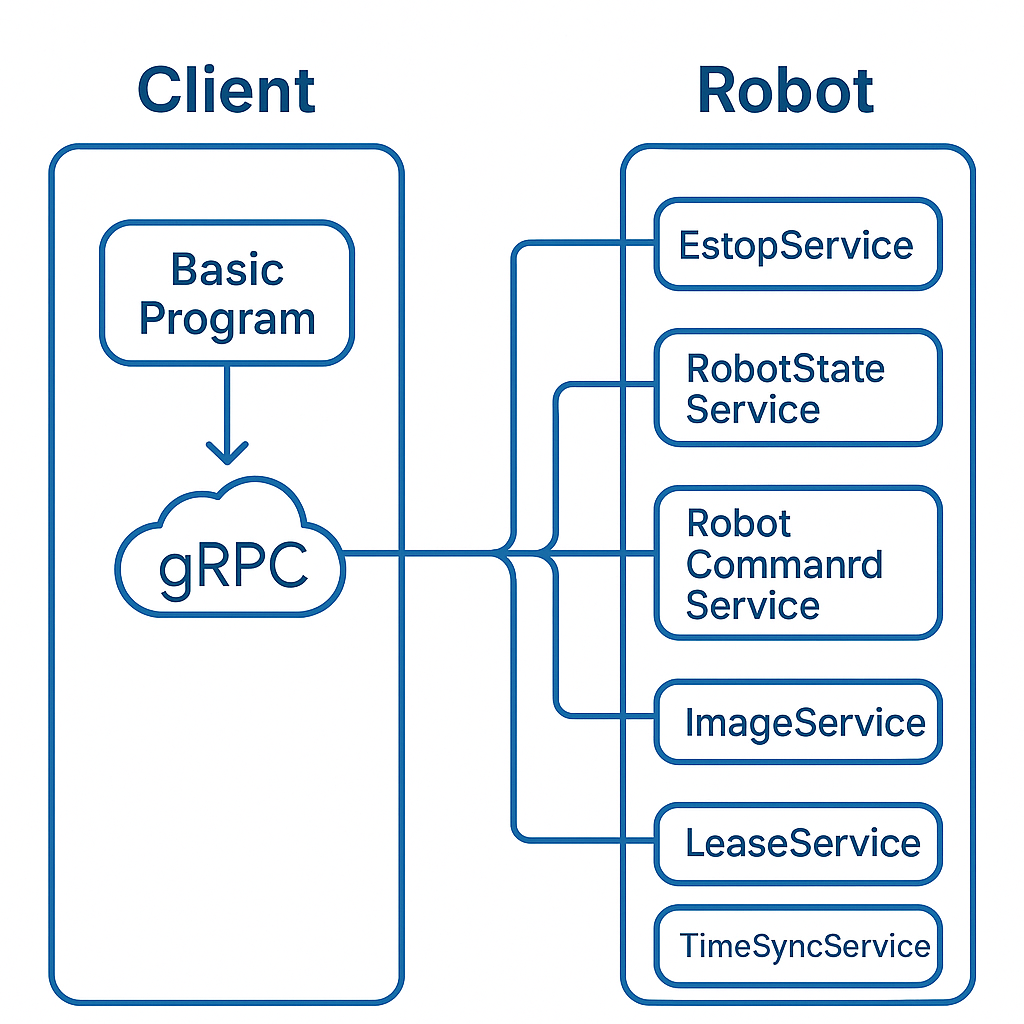 Client
Robot
Basic
Program
gRPC
EstopService
RobotState
Service
Robot
Commanrd
Service
ImageService
LeaseService
TimeSyncService